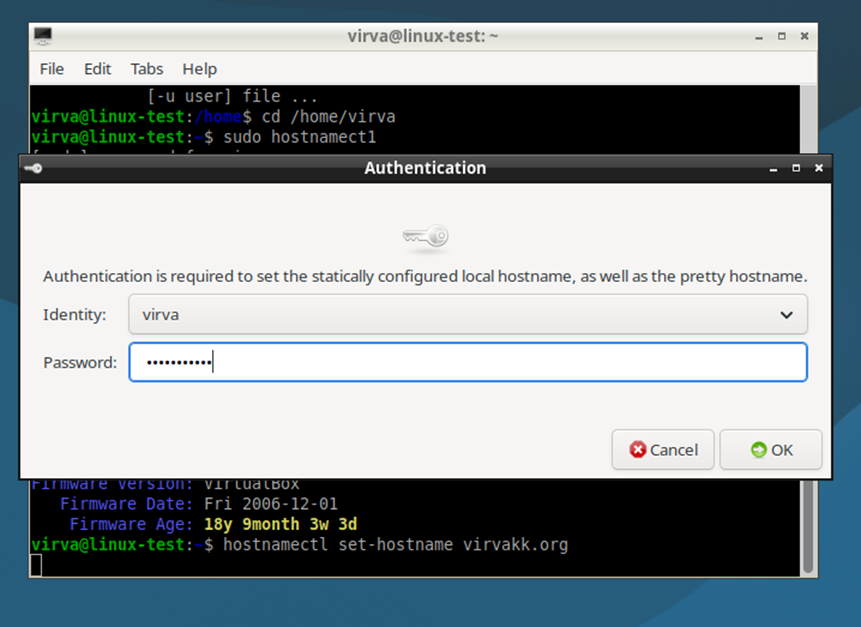 virva@linux-test: ~
File Edit Tabs Help
[-u user] file ...
virva@linux-test:/home$ cd /home/virva
virva@linux-test:~$ sudo hostnamect1
Authentication
Authentication is required to set the statically configured local hostname, as well as the pretty hostname.
Identity: virva
Password: •••••••••••
Cancel OK
Firmware Version: VirtualBox
Firmware Date: Fri 2006-12-01
Firmware Age: 18y 9month 3w 3d
virva@linux-test:~$ hostnamectl set-hostname virvakk.org